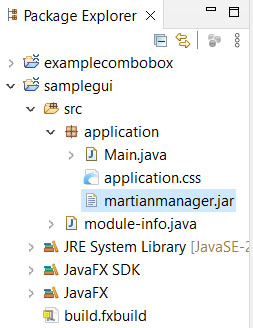 Package Explorer
examplecombobox
samplegui
src
application
Main.java
application.css
martianmanager.jar
module-info.java
JRE System Library [JavaSE-2
JavaFX SDK
JavaFX
build.fxbuild